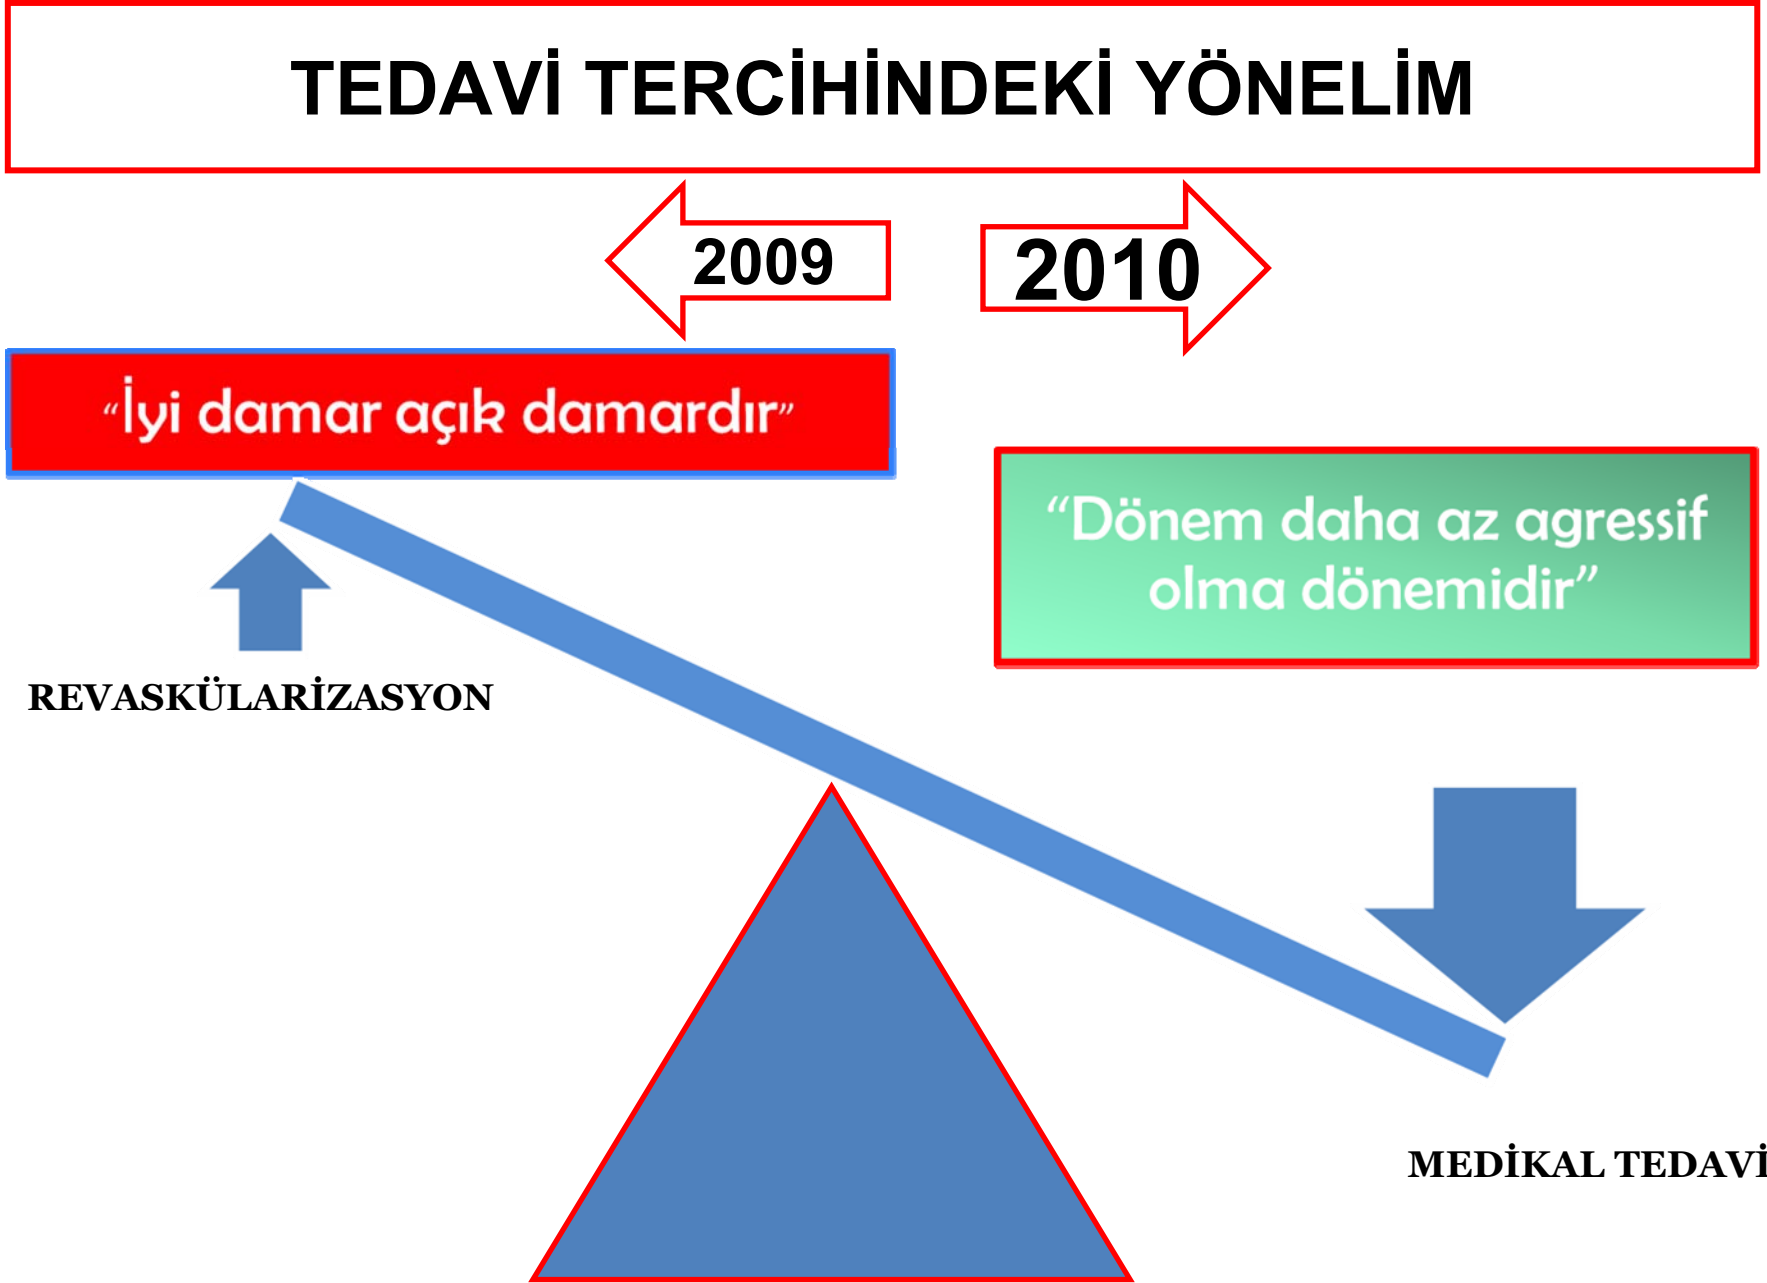 TEDAVİ TERCİHİNDEKİ YÖNELİM
2009
2010
“İyi damar açık damardır”
“Dönem daha az agressif
olma dönemidir”
REVASKÜLARİZASYON
MEDİKAL TEDAVİ